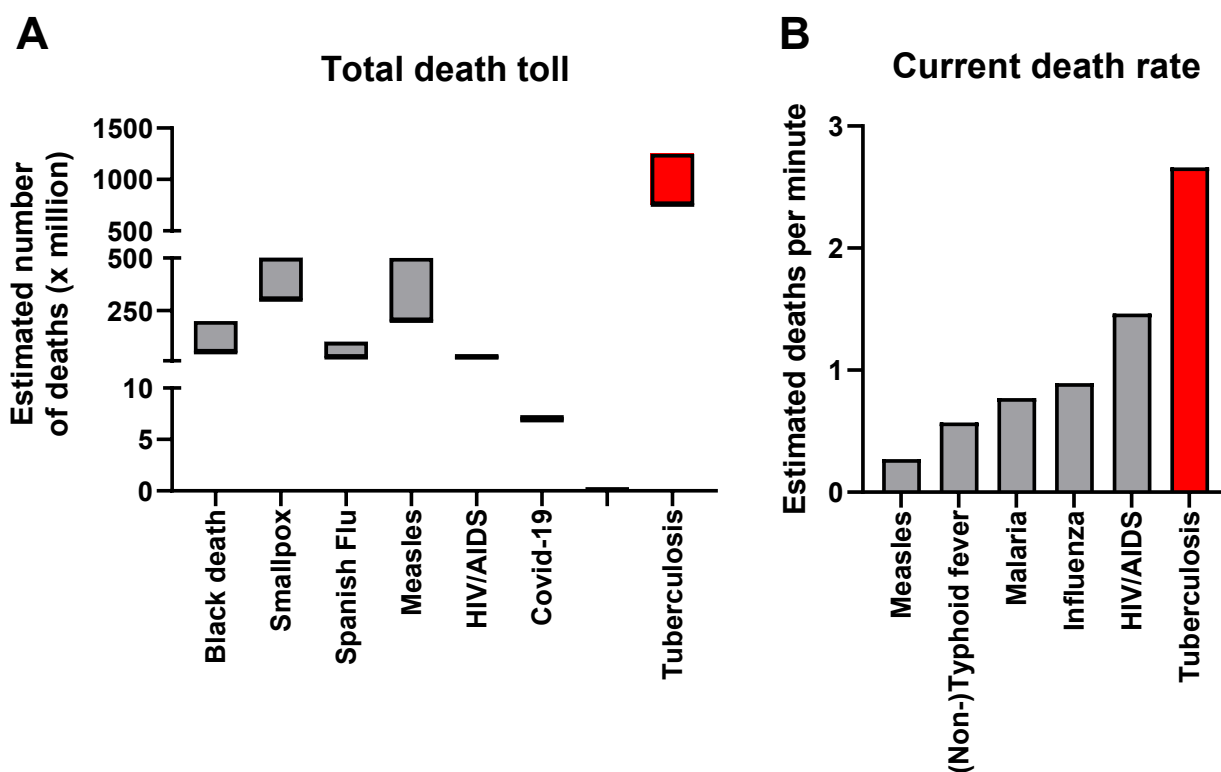 A
Total death toll
Estimated number
of deaths (x million)
1500
1000
500
500
250
10
5
0
Black death
Smallpox
Spanish Flu
Measles
HIV/AIDS
Covid-19
Tuberculosis
B
Current death rate
Estimated deaths per minute
3
2
1
0
Measles
(Non-)Typhoid fever
Malaria
Influenza
HIV/AIDS
Tuberculosis